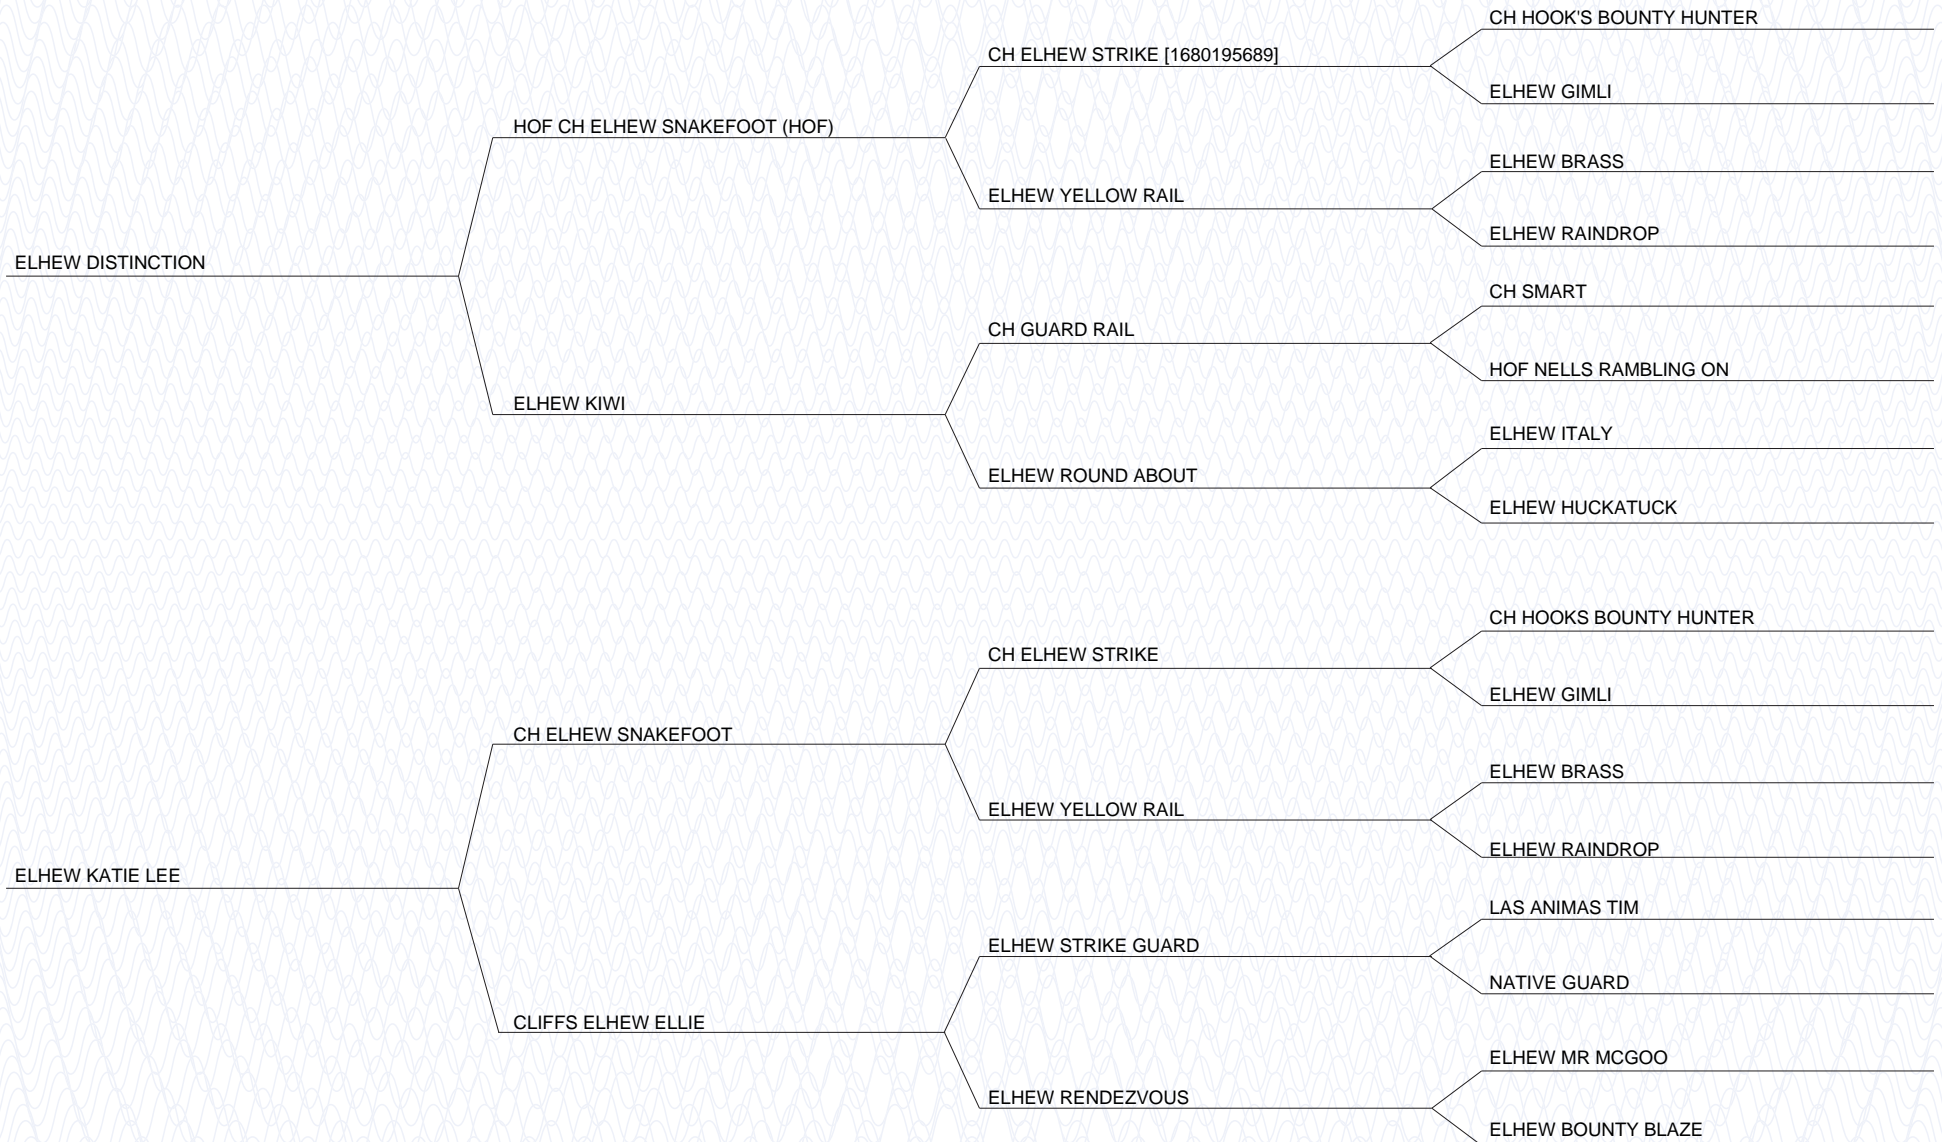 CH HOOK'S BOUNTY HUNTER
CH ELHEW STRIKE [1680195689]
ELHEW GIMLI
HOF CH ELHEW SNAKEFOOT (HOF)
ELHEW BRASS
ELHEW YELLOW RAIL
ELHEW RAINDROP
ELHEW DISTINCTION
CH SMART
CH GUARD RAIL
HOF NELLS RAMBLING ON
ELHEW KIWI
ELHEW ITALY
ELHEW ROUND ABOUT
ELHEW HUCKATUCK
CH HOOKS BOUNTY HUNTER
CH ELHEW STRIKE
ELHEW GIMLI
CH ELHEW SNAKEFOOT
ELHEW BRASS
ELHEW YELLOW RAIL
ELHEW RAINDROP
ELHEW KATIE LEE
LAS ANIMAS TIM
ELHEW STRIKE GUARD
NATIVE GUARD
CLIFFS ELHEW ELLIE
ELHEW MR MCGOO
ELHEW RENDEZVOUS
ELHEW BOUNTY BLAZE